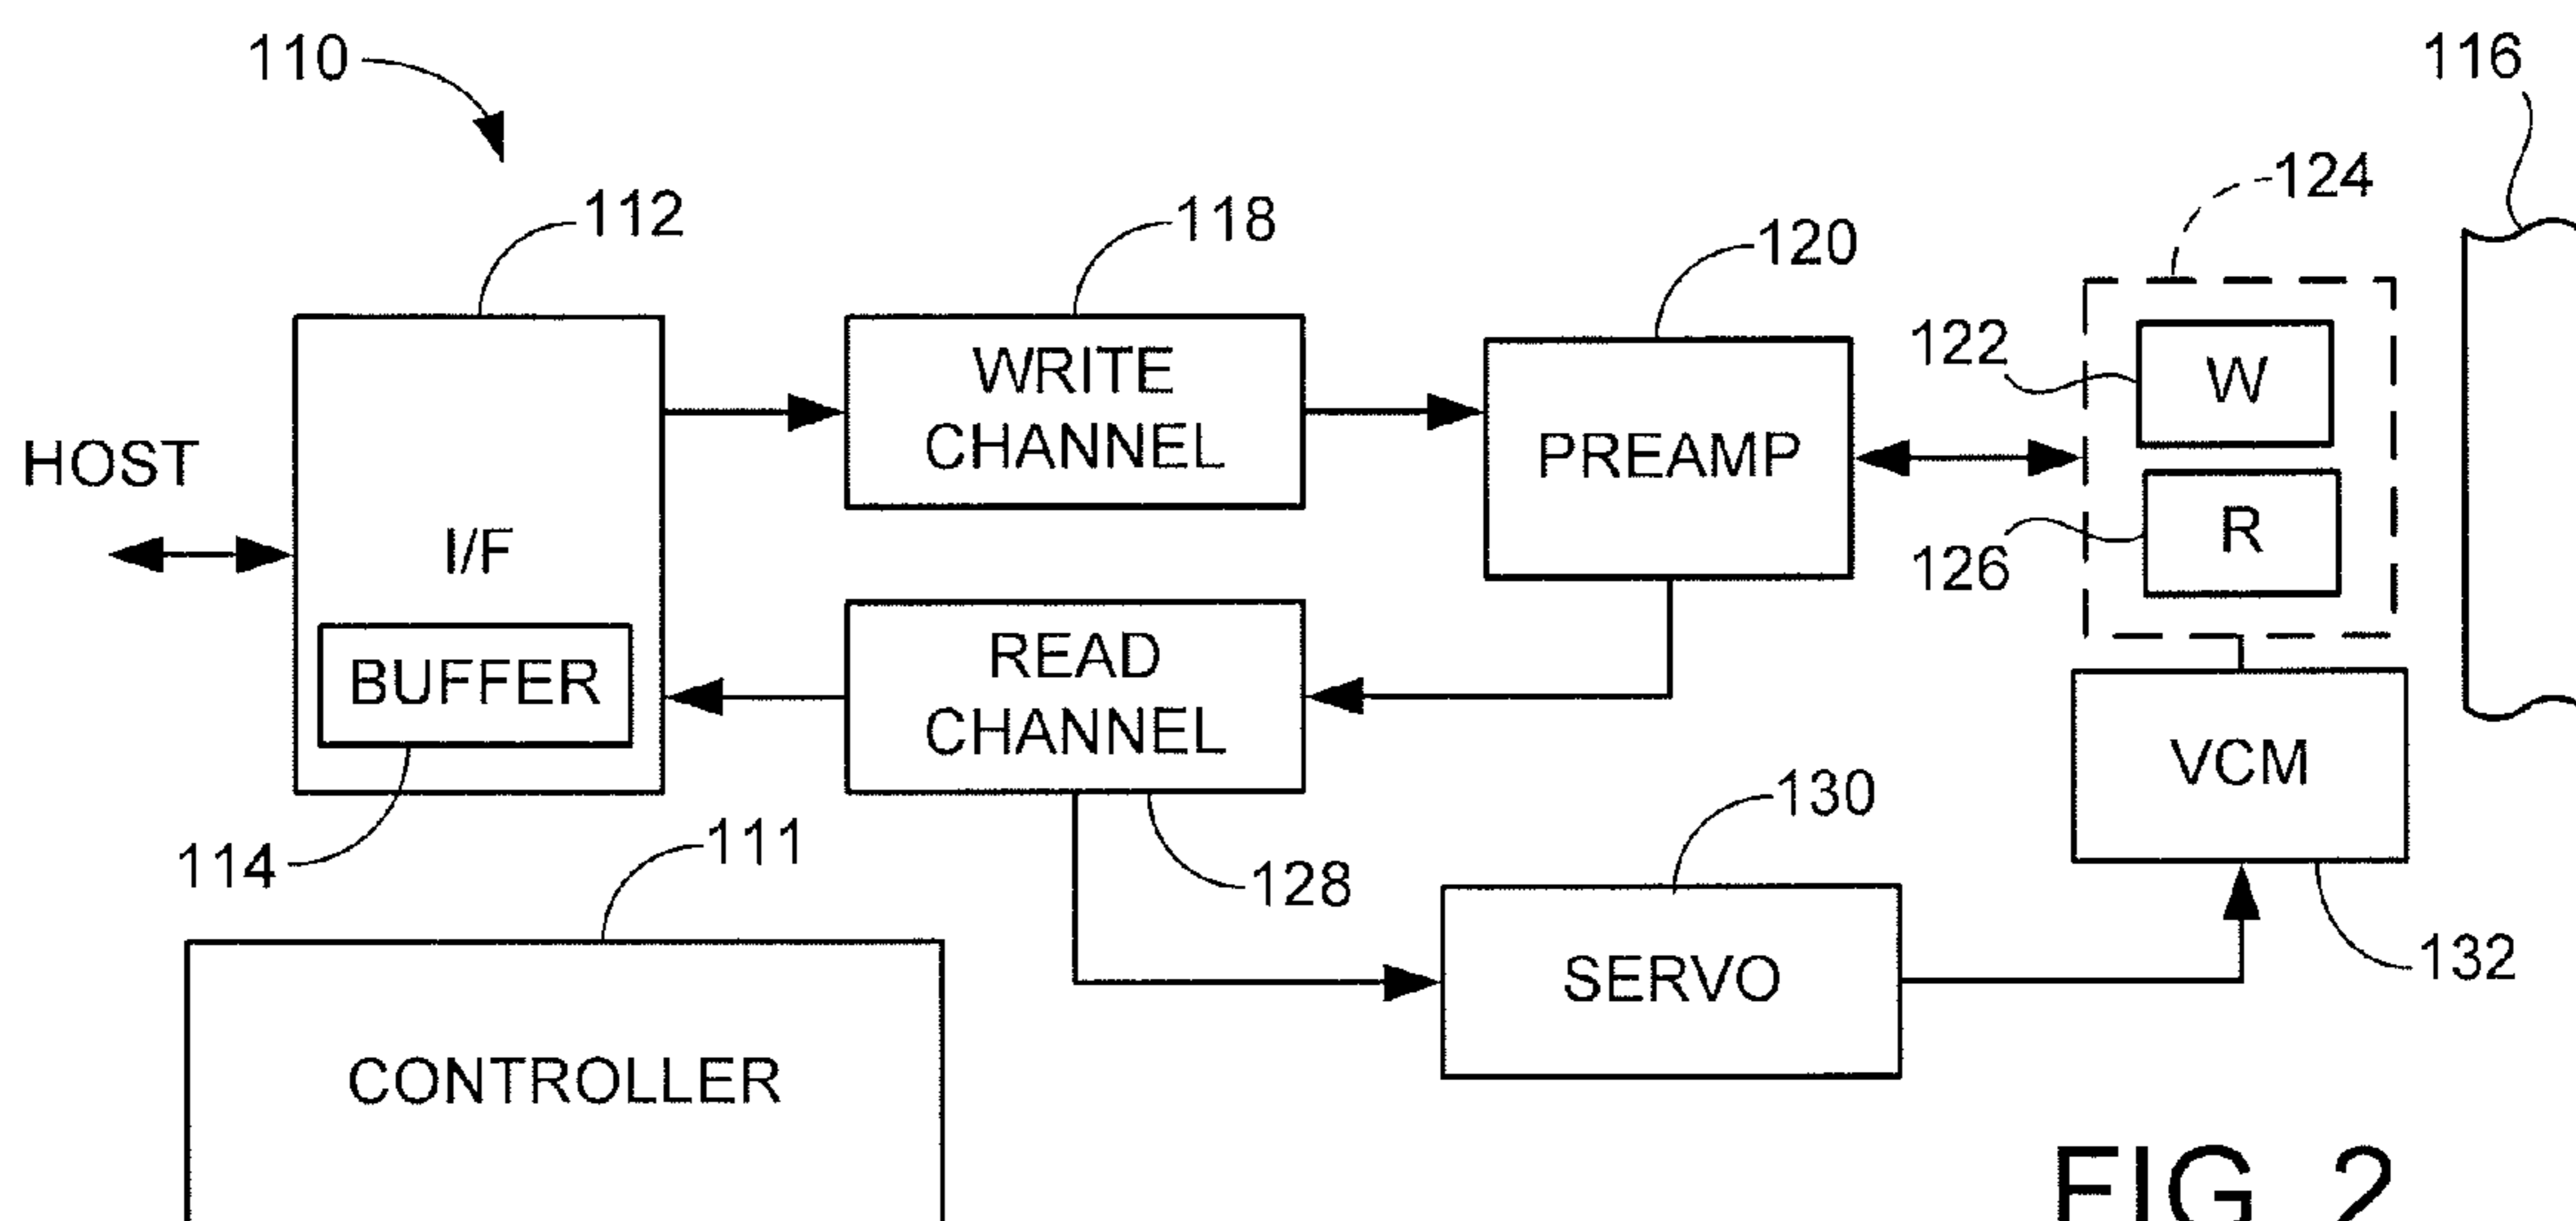 110
116
124
112
118
120
WRITE
CHANNEL
122
W
HOST
PREAMP
I/F
R
126
READ
CHANNEL
BUFFER
VCM
130
111
114
128
132
SERVO
CONTROLLER
FIG. 2